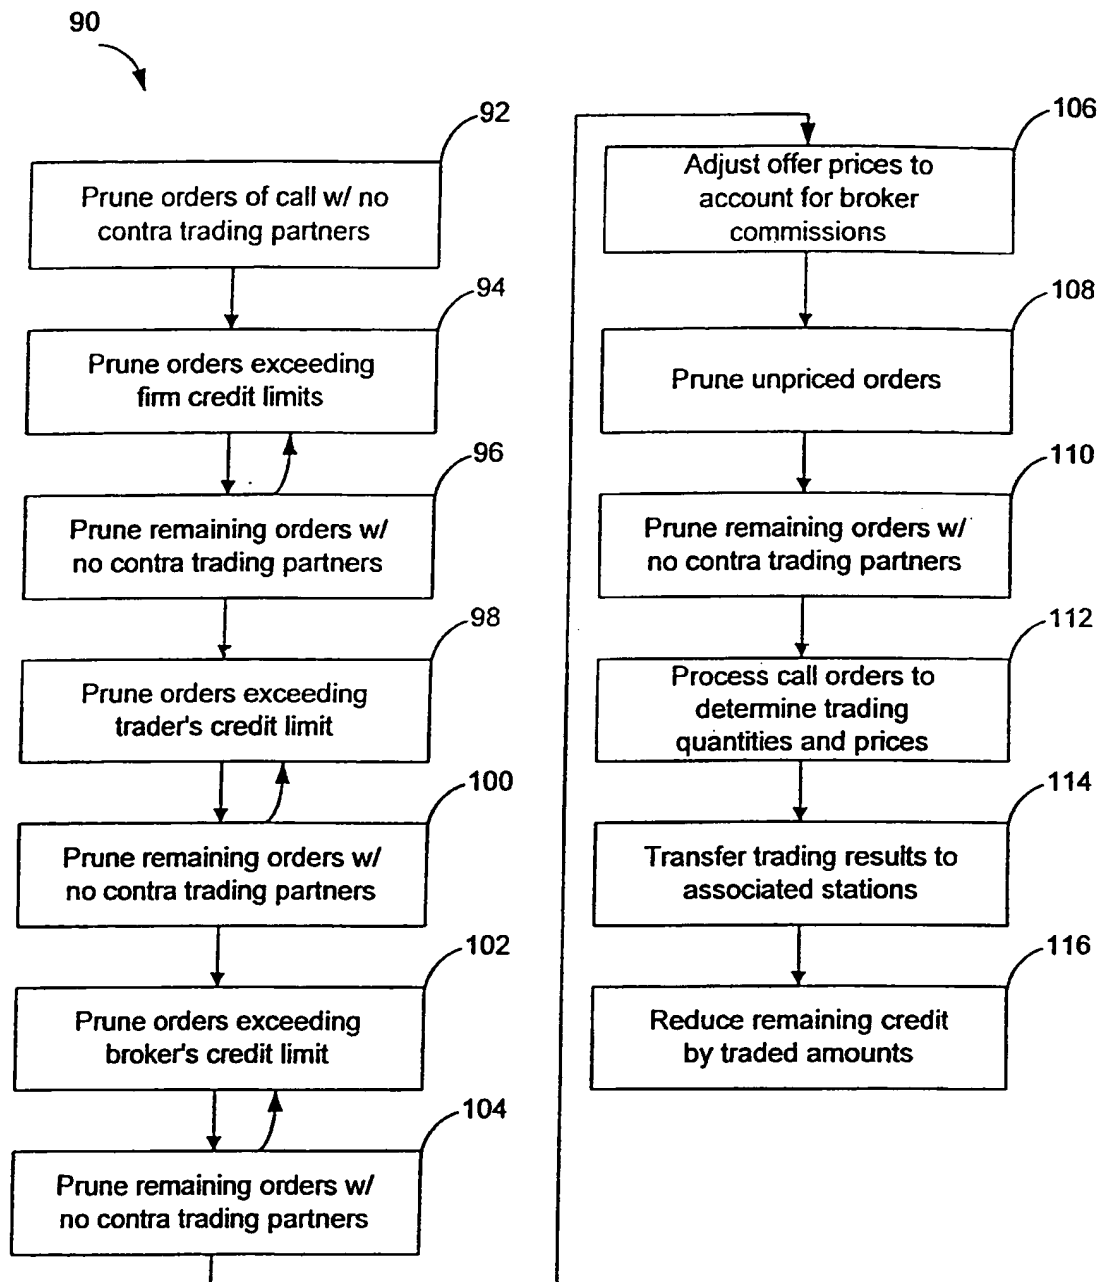 90
92
Prune orders of call w/ no
contra trading partners
94
Prune orders exceeding
firm credit limits
96
Prune remaining orders w/
no contra trading partners
98
Prune orders exceeding
trader's credit limit
100
Prune remaining orders w/
no contra trading partners
102
Prune orders exceeding
broker's credit limit
104
Prune remaining orders w/
no contra trading partners
106
Adjust offer prices to
account for broker
commissions
108
Prune unpriced orders
110
Prune remaining orders w/
no contra trading partners
112
Process call orders to
determine trading
quantities and prices
114
Transfer trading results to
associated stations
116
Reduce remaining credit
by traded amounts